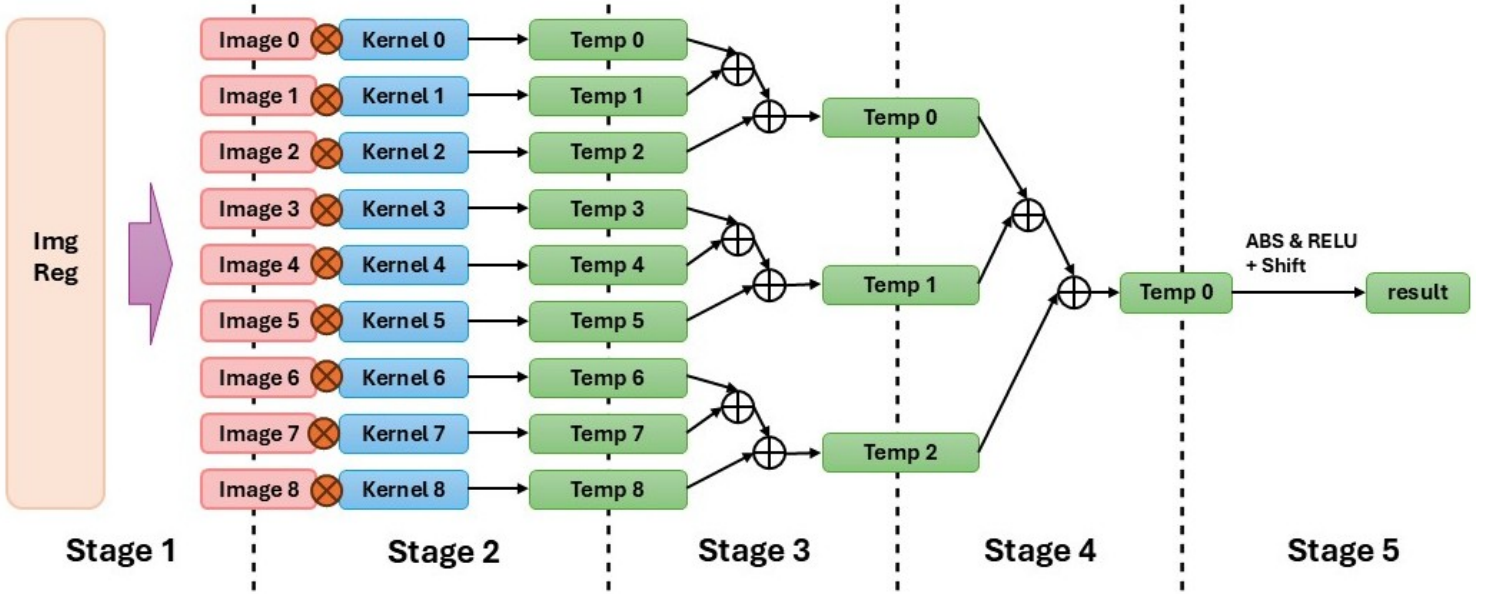 Img
Reg
Image 0
Kernel 0
Temp 0
Image 1
Kernel 1
Temp 1
Image 2
Kernel 2
Temp 2
Image 3
Kernel 3
Temp 3
Image 4
Kernel 4
Temp 4
Image 5
Kernel 5
Temp 5
Image 6
Kernel 6
Temp 6
Image 7
Kernel 7
Temp 7
Image 8
Kernel 8
Temp 8
Temp 0
Temp 1
Temp 2
Temp 0
ABS & RELU
+ Shift
result
Stage 1
Stage 2
Stage 3
Stage 4
Stage 5